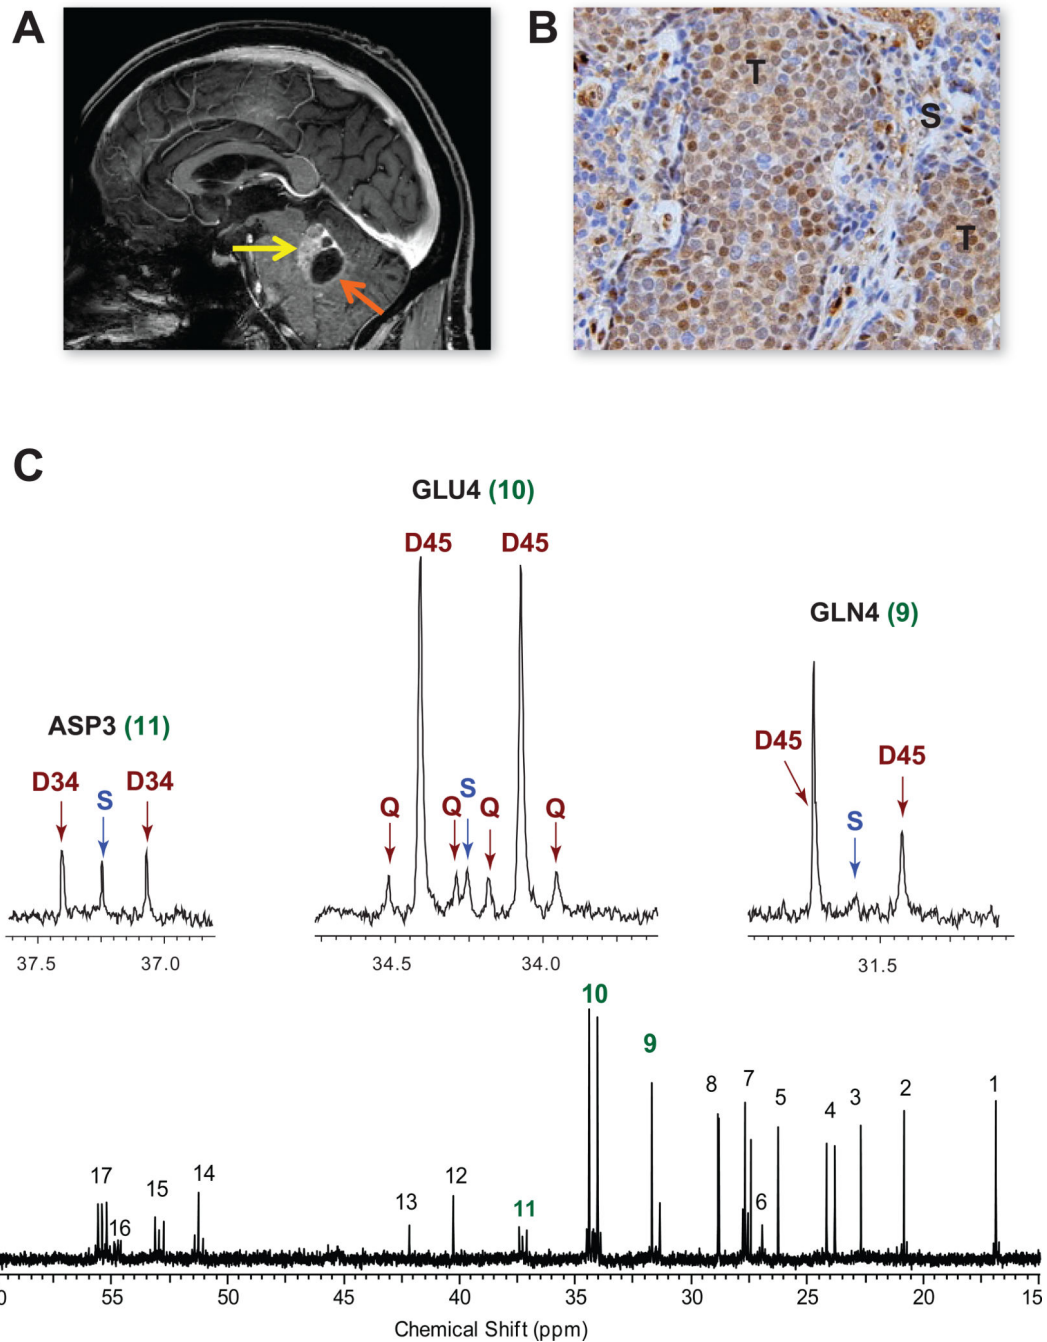 A
B
T
S
T
C
GLU4 (10)
D45 D45
GLN4 (9)
ASP3 (11)
D34 S D34
Q Q S Q Q
D45 S D45
37.5 37.0
34.5 34.0
31.5
10
9
8 7 5 4 3 2 1
17 16 15 14 13 12 11 6
0 55 50 45 40 35 30 25 20 15
Chemical Shift (ppm)